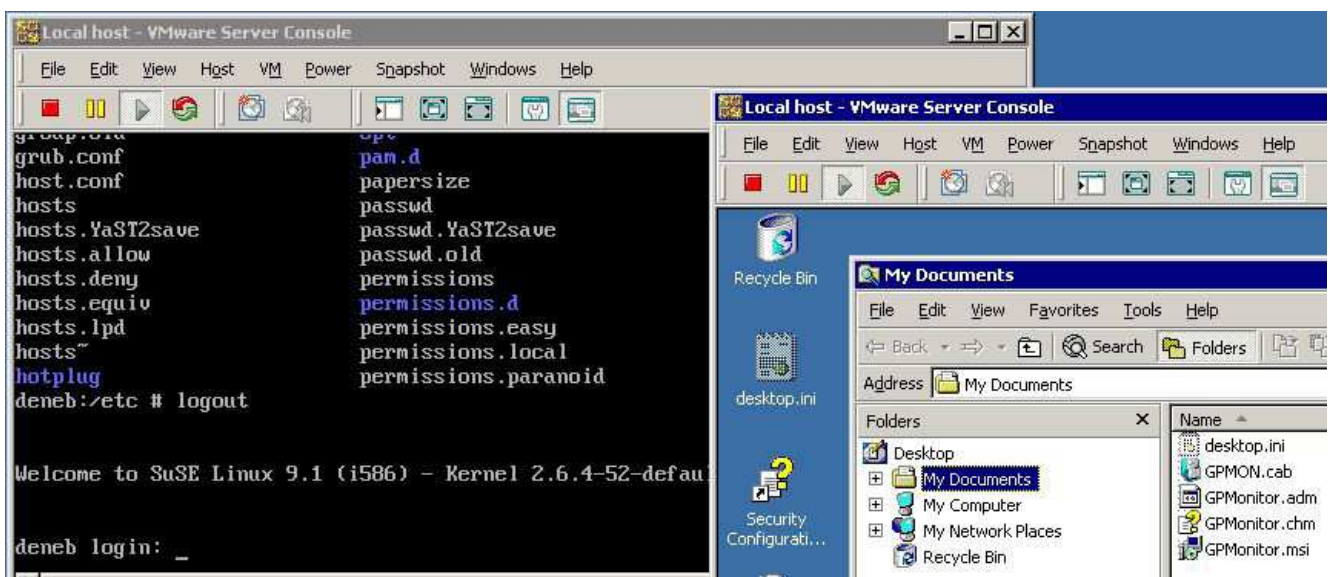 Local host - VMware Server Console
File Edit View Host VM Power Snapshot Windows Help
group.old opt
grub.conf pam.d
host.conf papersize
hosts passwd
hosts.YaST2save passwd.YaST2save
hosts.allow passwd.old
hosts.deny permissions
hosts.equiv permissions.d
hosts.lpd permissions.easy
hosts~ permissions.local
hotplug permissions.paranoid
deneb:/etc # logout
Welcome to SuSE Linux 9.1 (i586) - Kernel 2.6.4-52-defau
deneb login: _
Local host - VMware Server Console
File Edit View Host VM Power Snapshot Windows Help
Recycle Bin
desktop.ini
Security
Configurati...
My Documents
File Edit View Favorites Tools Help
Back Search Folders
Address My Documents
Folders
Desktop
My Documents
My Computer
My Network Places
Recycle Bin
Name
desktop.ini
GPMON.cab
GPMonitor.adm
GPMonitor.chm
GPMonitor.msi